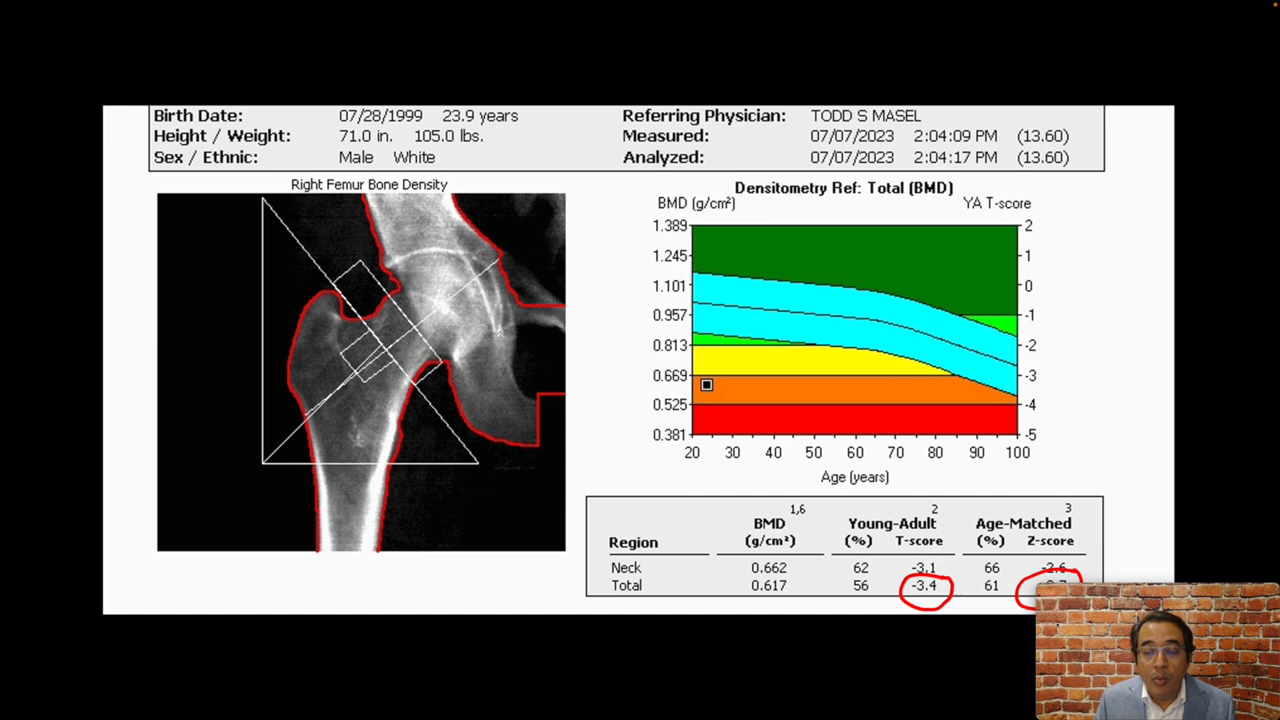 Birth Date: 07/28/1999 23.9 years Referring Physician: TODD S MASEL
Height / Weight: 71.0 in. 105.0 lbs. Measured: 07/07/2023 2:04:09 PM (13.60)
Sex / Ethnic: Male White Analyzed: 07/07/2023 2:04:17 PM (13.60)
Right Femur Bone Density
Densitometry Ref: Total (BMD)
BMD (g/cm²) YA T-score
1.389 2
1.245 1
1.101 0
0.957 -1
0.813 -2
0.669 -3
0.525 -4
0.381 -5
20 30 40 50 60 70 80 90 100
Age (years)
1,6 2 3
BMD Young-Adult Age-Matched
Region (g/cm²) (%) T-score (%) Z-score
Neck 0.662 62 -3.1 66 -2.6
Total 0.617 56 -3.4 61